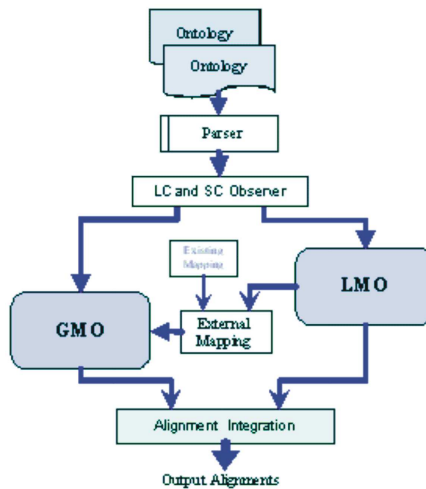 Ontology
Ontology
Parser
LC and SC Observer
Existing
Mapping
LMO
GMO
External
Mapping
Alignment Integration
Output Alignments